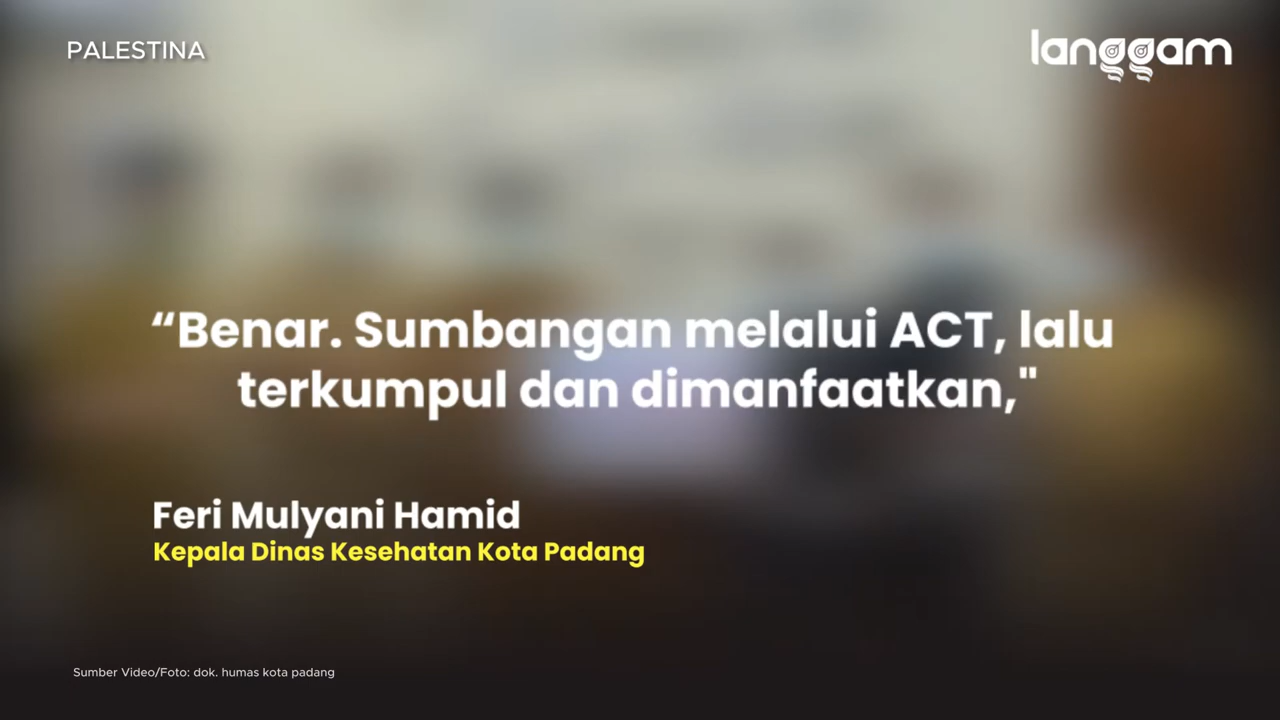 PALESTINA
langgam
“Benar. Sumbangan melalui ACT, lalu
terkumpul dan dimanfaatkan,"
Feri Mulyani Hamid
Kepala Dinas Kesehatan Kota Padang
Sumber Video/Foto: dok. humas kota padang